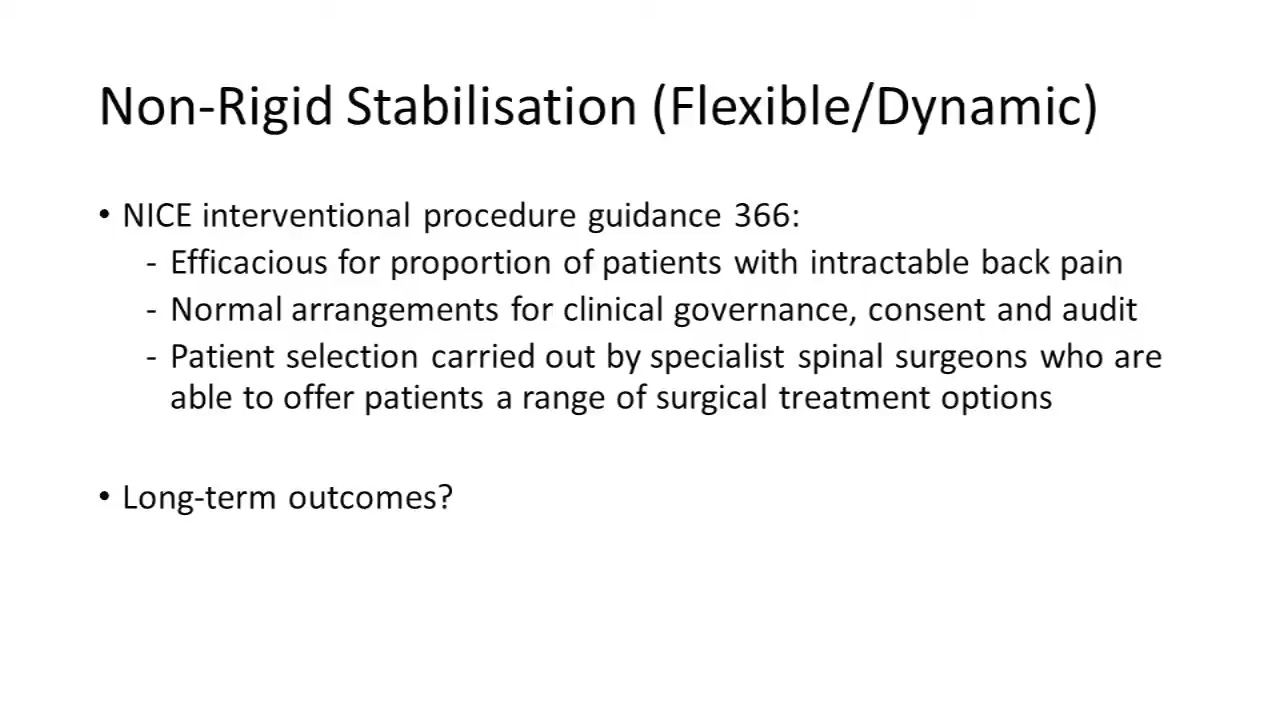 Non-Rigid Stabilisation (Flexible/Dynamic)
• NICE interventional procedure guidance 366:
- Efficacious for proportion of patients with intractable back pain
- Normal arrangements for clinical governance, consent and audit
- Patient selection carried out by specialist spinal surgeons who are
able to offer patients a range of surgical treatment options
• Long-term outcomes?